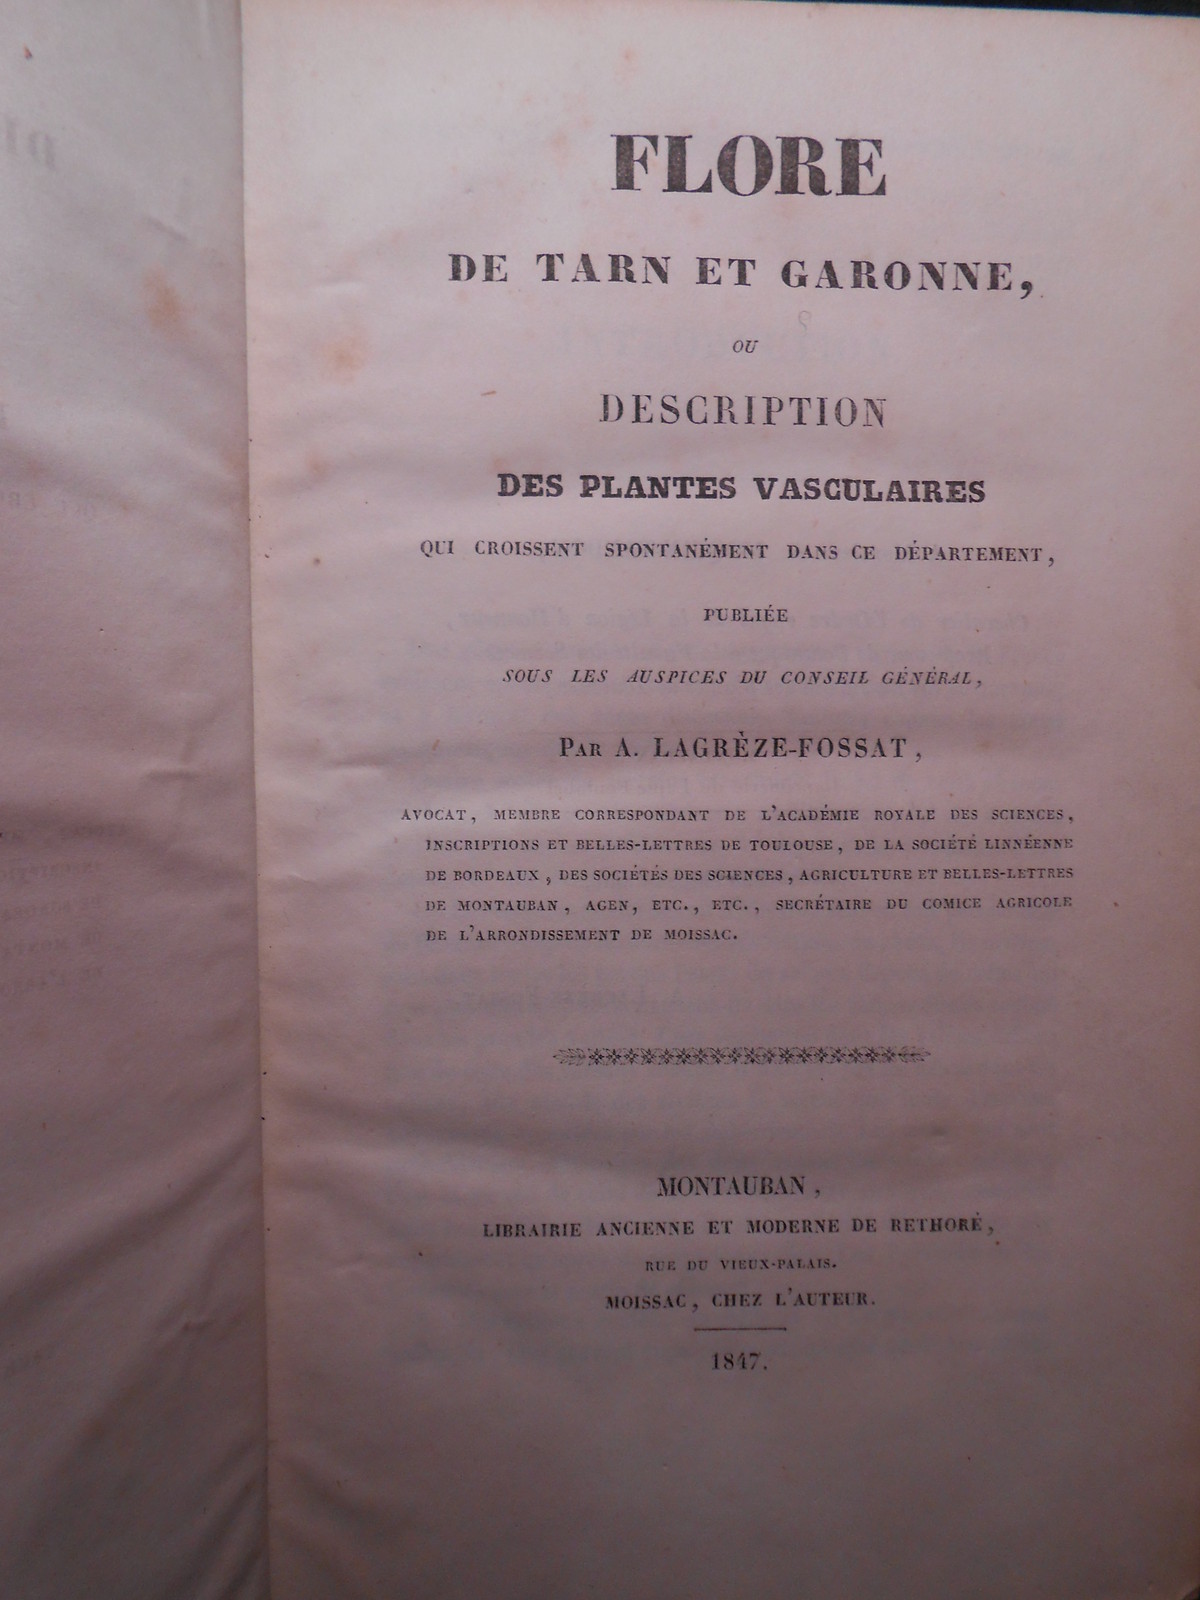 FLORE
DE TARN ET GARONNE,
OU
DESCRIPTION
DES PLANTES VASCULAIRES
QUI CROISSENT SPONTANÉMENT DANS CE DÉPARTEMENT,
PUBLIÉE
SOUS LES AUSPICES DU CONSEIL GÉNÉRAL,
PAR A. LAGRÈZE-FOSSAT,
AVOCAT, MEMBRE CORRESPONDANT DE L'ACADÉMIE ROYALE DES SCIENCES,
INSCRIPTIONS ET BELLES-LETTRES DE TOULOUSE, DE LA SOCIÉTÉ LINNÉENNE
DE BORDEAUX, DES SOCIÉTÉS DES SCIENCES, AGRICULTURE ET BELLES-LETTRES
DE MONTAUBAN, AGEN, ETC., ETC., SECRÉTAIRE DU COMICE AGRICOLE
DE L'ARRONDISSEMENT DE MOISSAC.
MONTAUBAN,
LIBRAIRIE ANCIENNE ET MODERNE DE RETHORÉ,
RUE DU VIEUX-PALAIS.
MOISSAC, CHEZ L'AUTEUR.
1847.